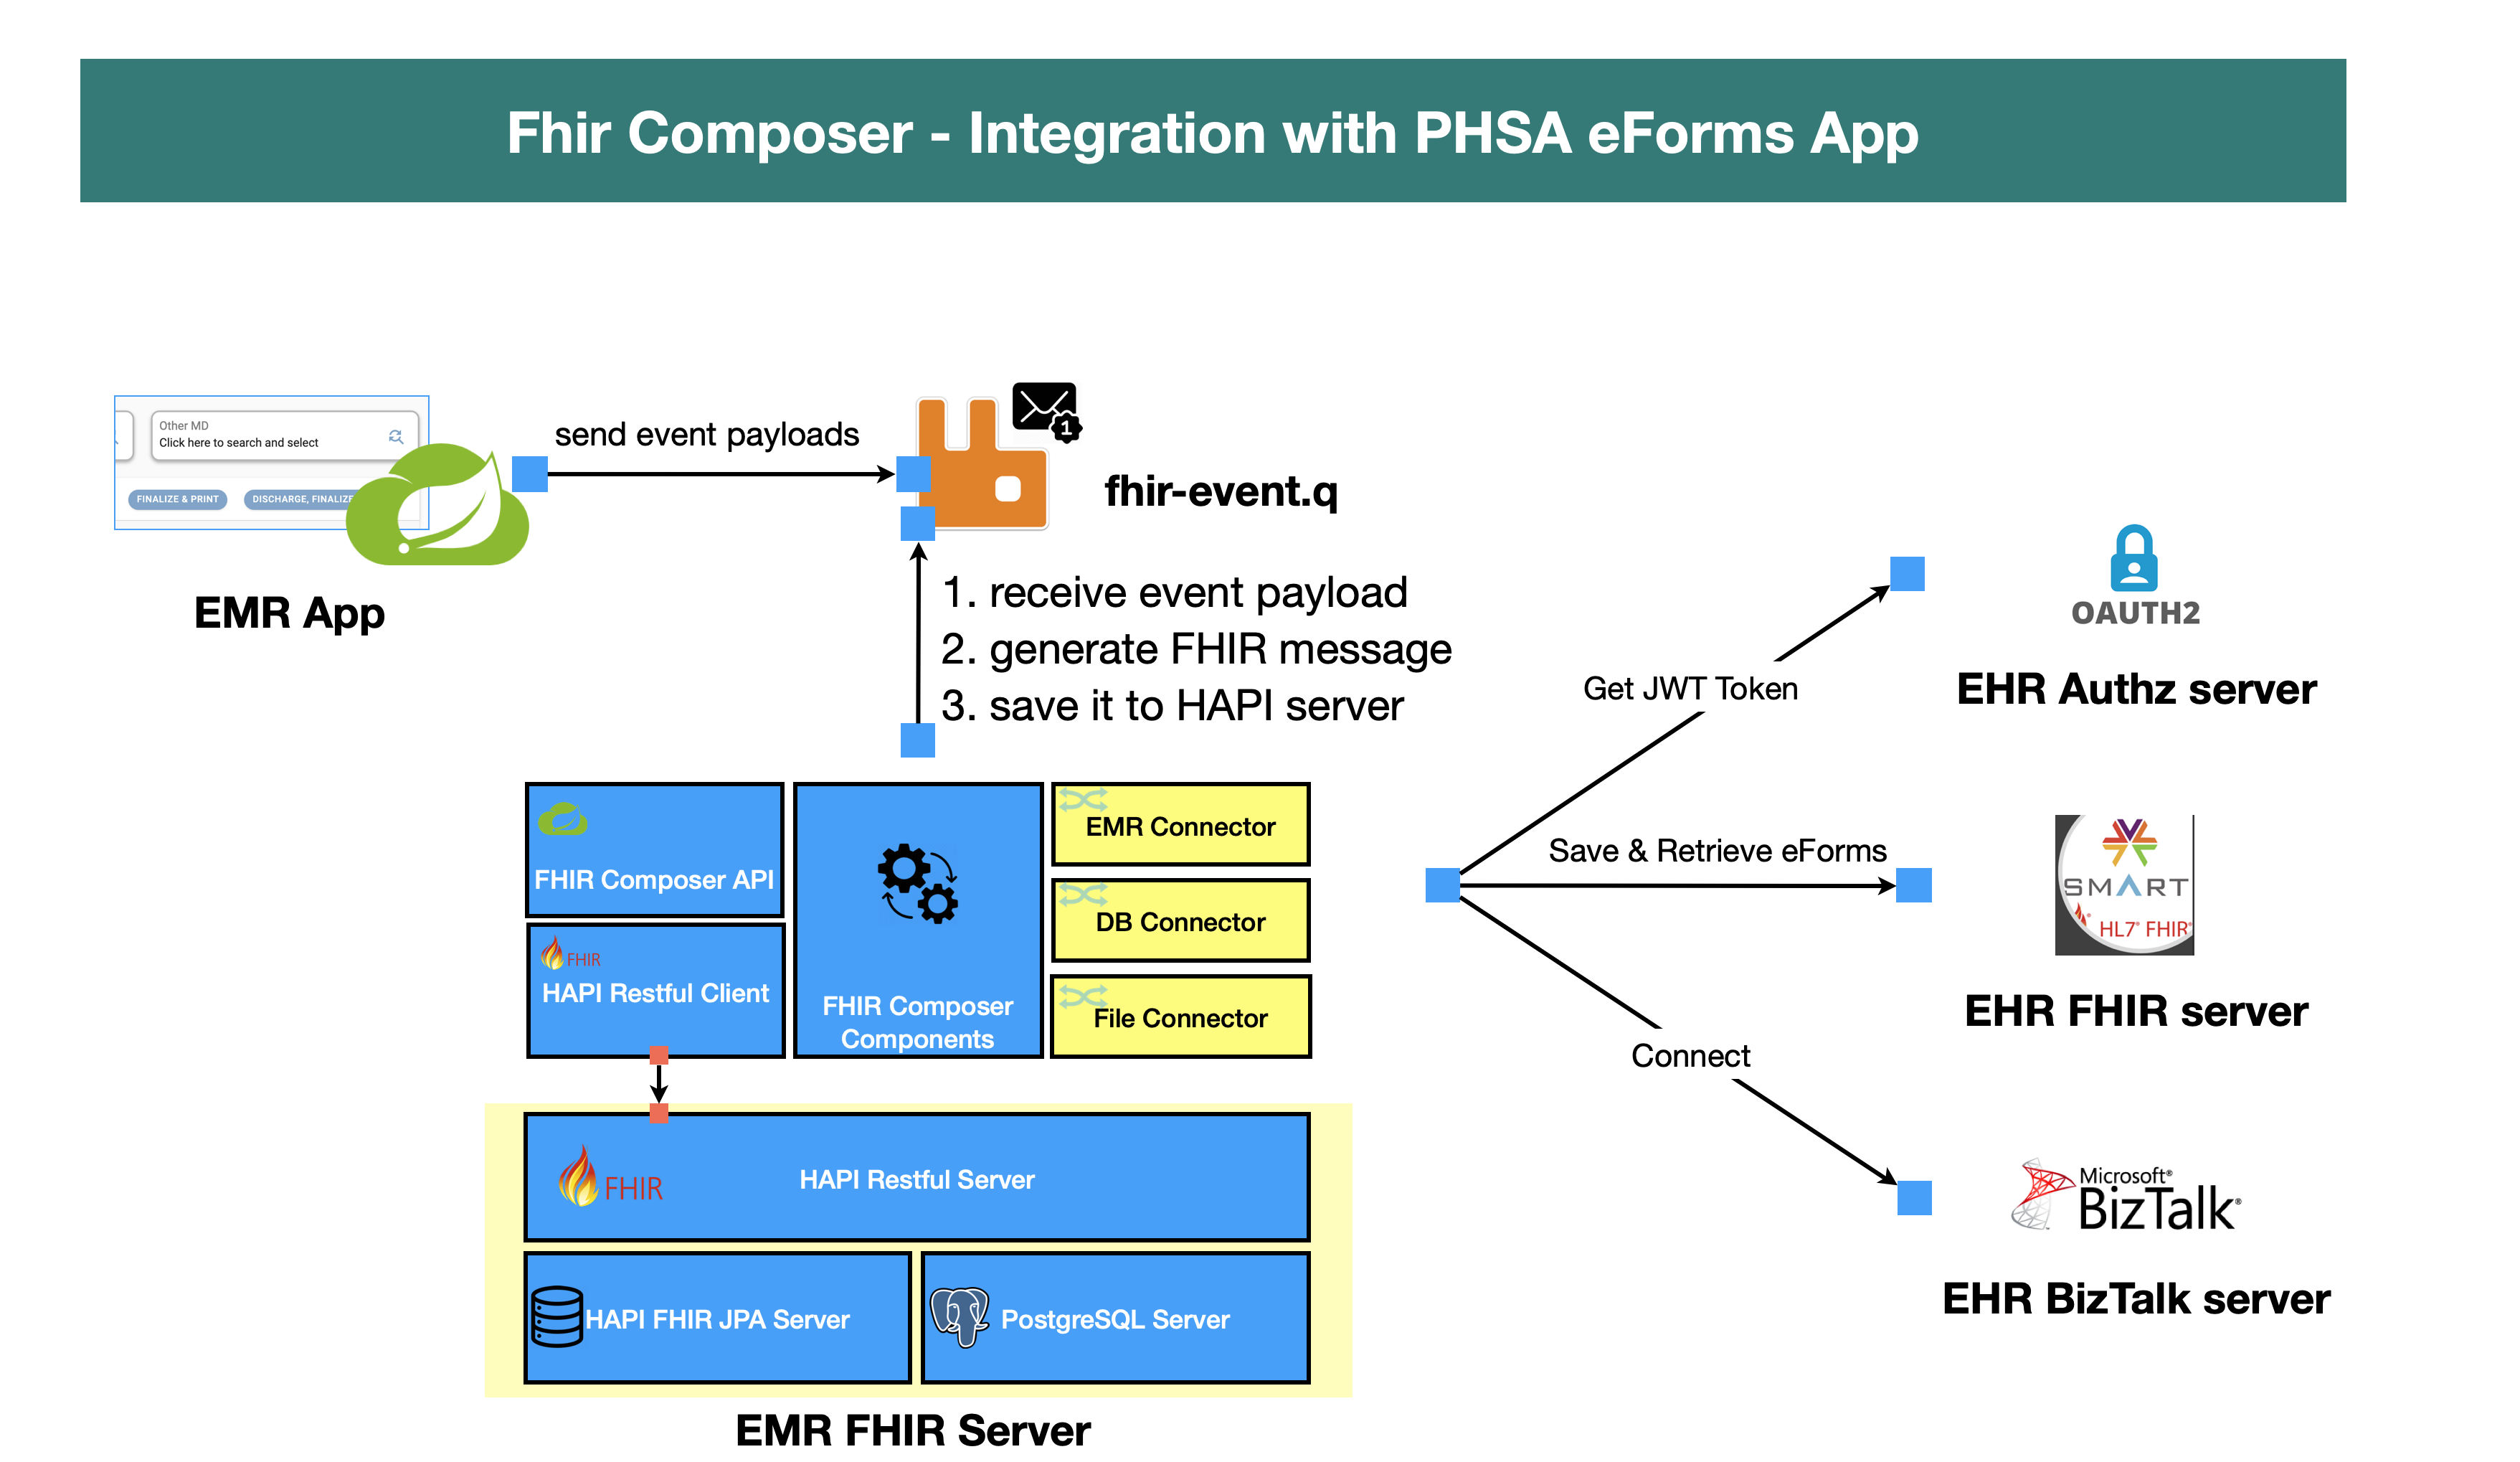 Fhir Composer - Integration with PHSA eForms App
Other MD
Click here to search and select
FINALIZE & PRINT
DISCHARGE, FINALIZE
EMR App
send event payloads
1
fhir-event.q
1. receive event payload
2. generate FHIR message
3. save it to HAPI server
FHIR Composer API
FHIR
HAPI Restful Client
FHIR Composer
Components
EMR Connector
DB Connector
File Connector
FHIR
HAPI Restful Server
HAPI FHIR JPA Server
PostgreSQL Server
EMR FHIR Server
Get JWT Token
Save & Retrieve eForms
Connect
OAUTH2
EHR Authz server
SMART
HL7® FHIR®
EHR FHIR server
Microsoft®
BizTalk®
EHR BizTalk server